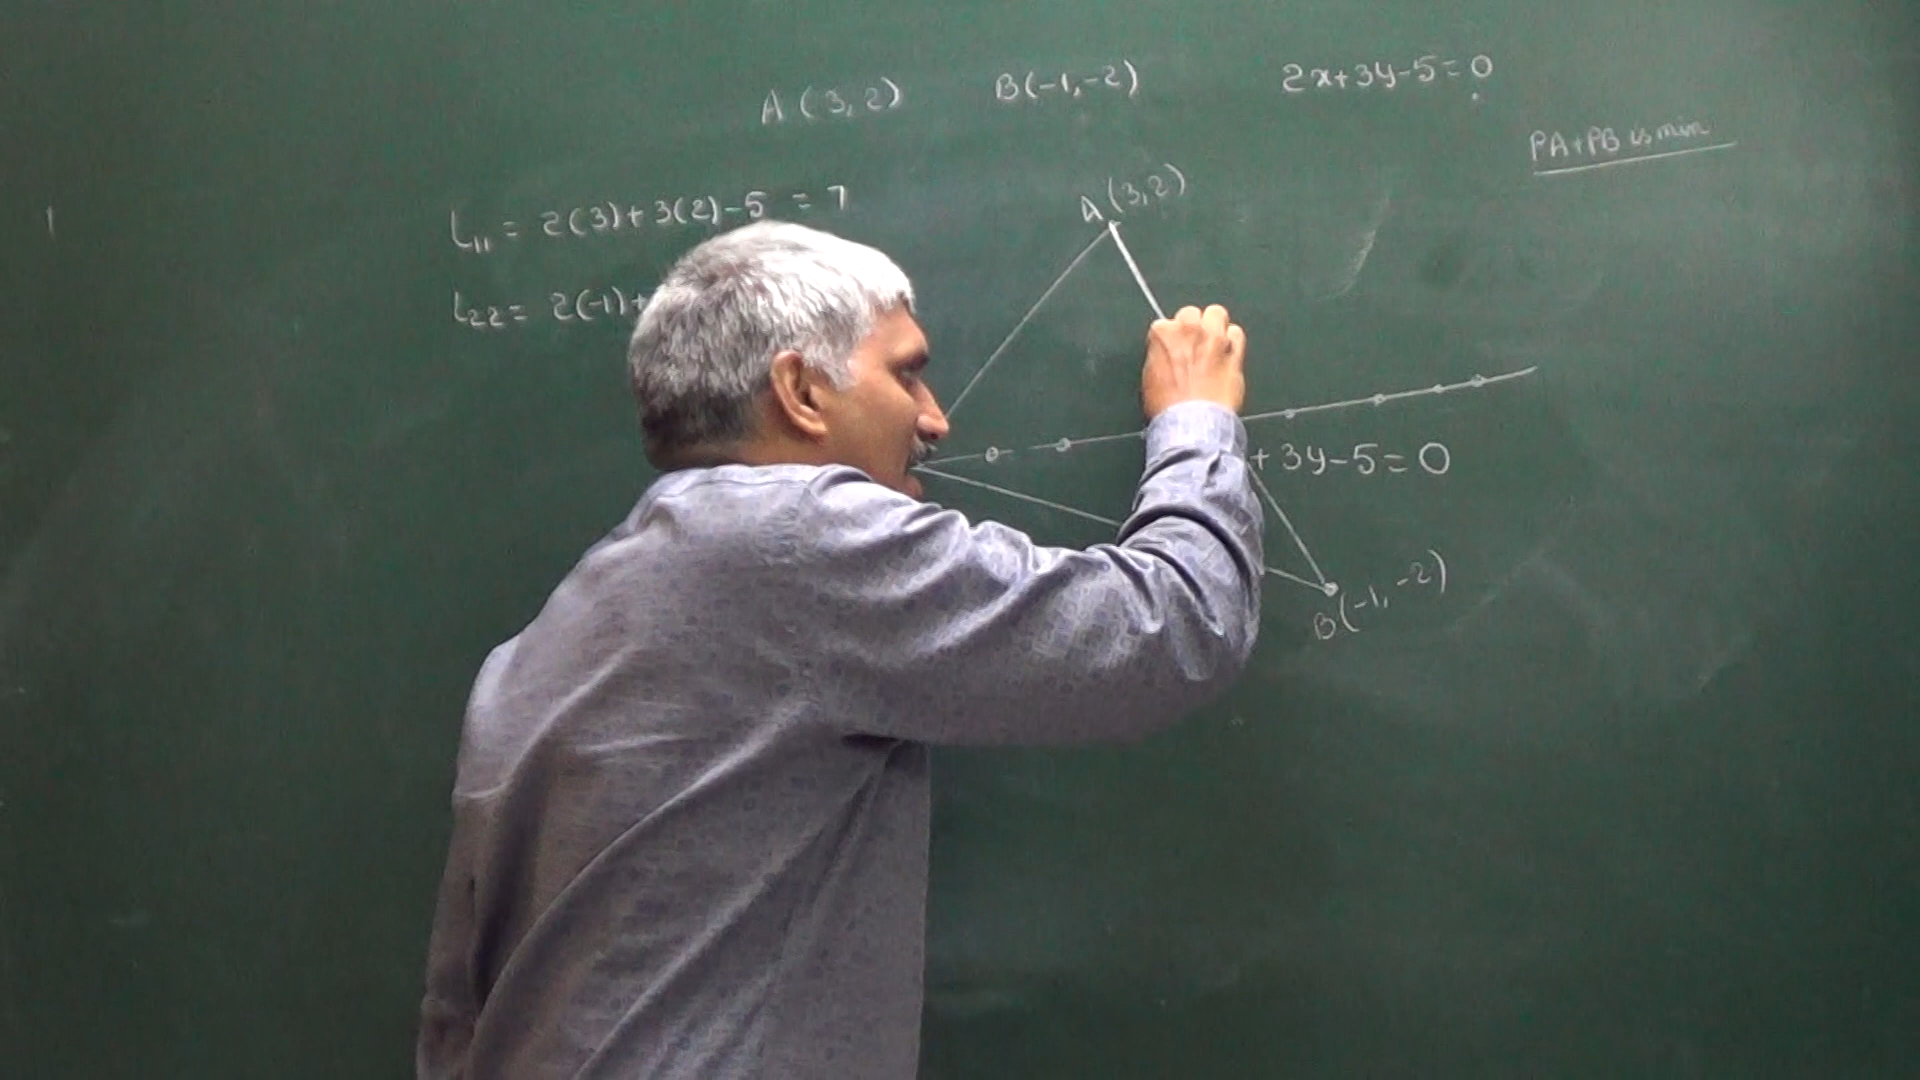 A (3, 2) B(-1, -2) 2x+3y-5=0
PA+PB is min
L₁₁ = 2(3)+3(2)-5 = 7
L₂₂ = 2(-1)+
A (3, 2)
+ 3y-5=0
B(-1, -2)